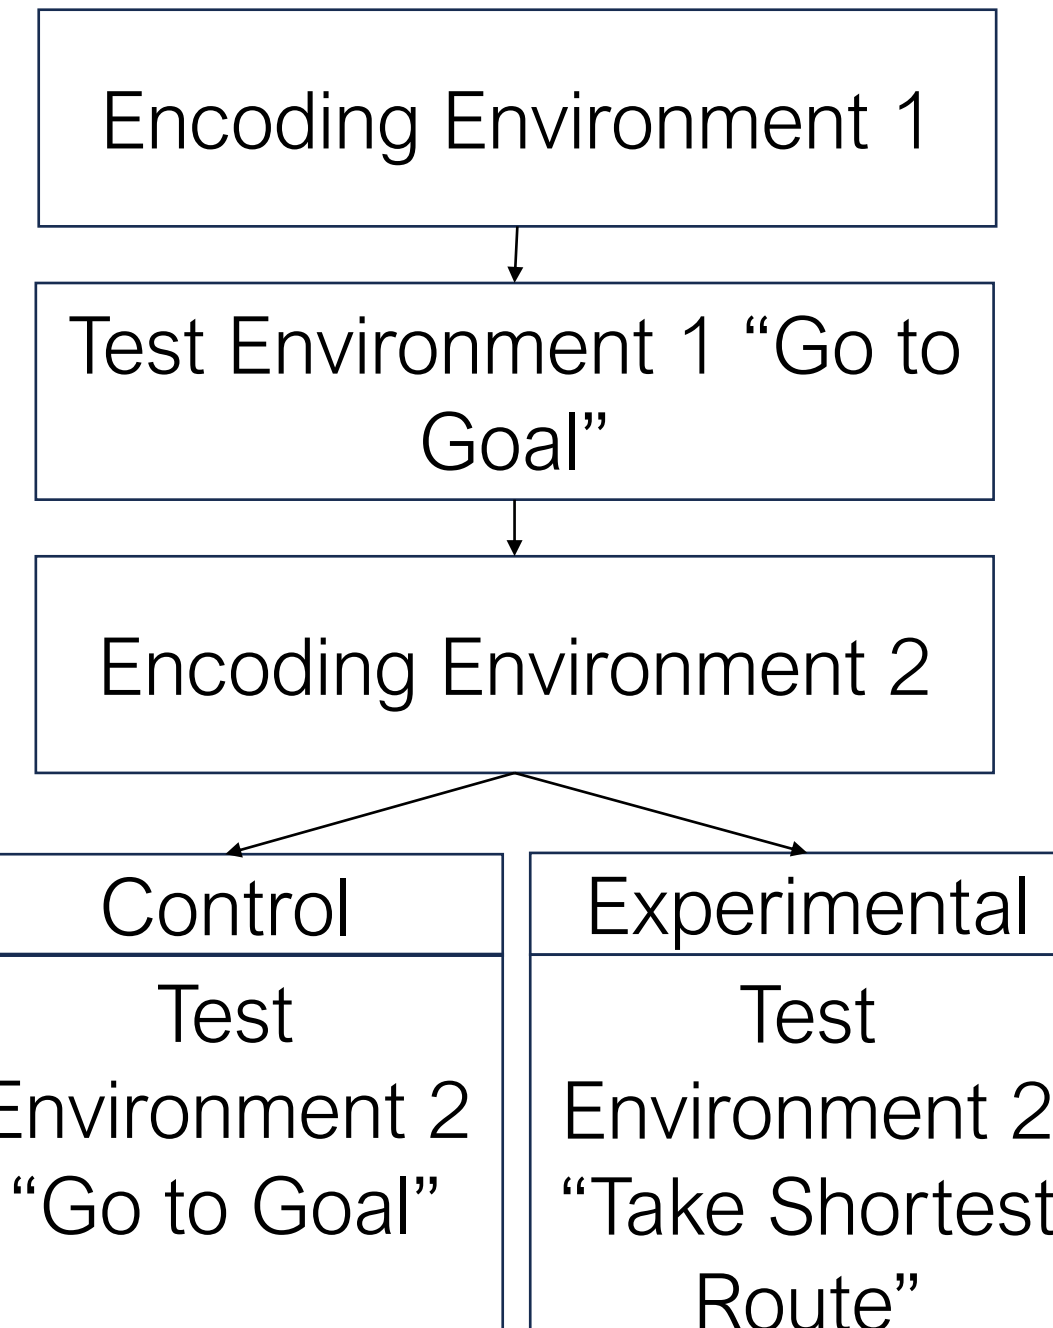 Encoding Environment 1
Test Environment 1 “Go to
Goal”
Encoding Environment 2
Control
Test
Environment 2
“Go to Goal”
Experimental
Test
Environment 2
“Take Shortest
Route”